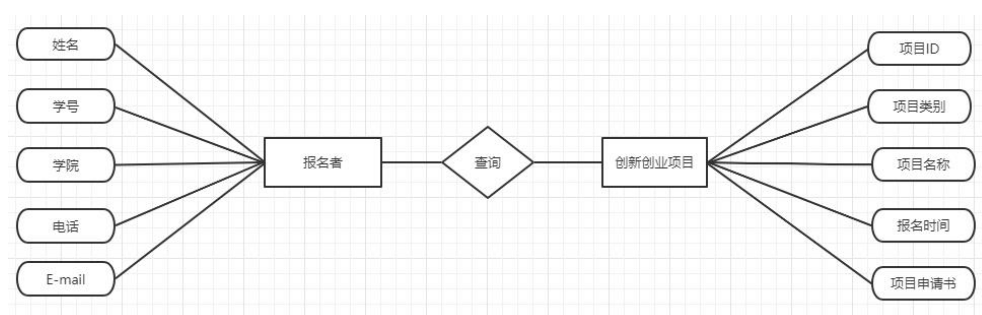 姓名
学号
学院
电话
E-mail
报名者
查询
创新创业项目
项目ID
项目类别
项目名称
报名时间
项目申请书